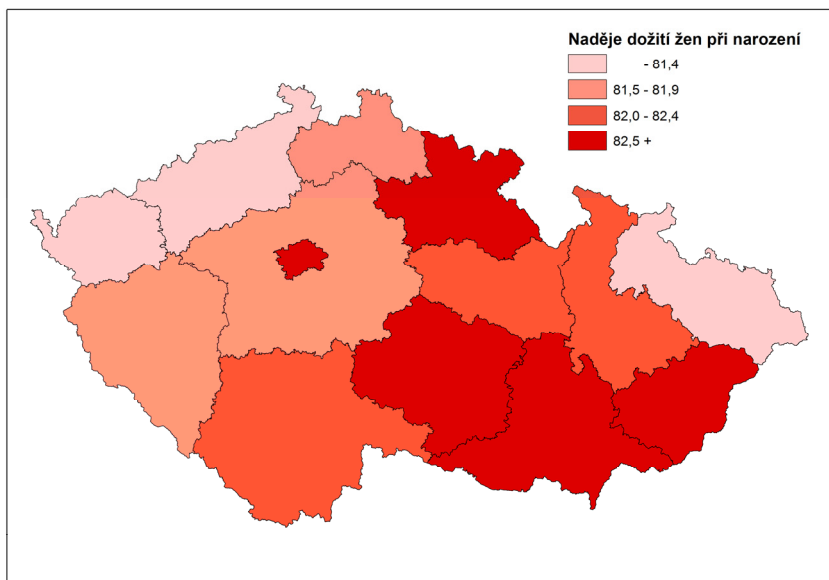 Naděje dožití žen při narození
- 81,4
81,5 - 81,9
82,0 - 82,4
82,5 +